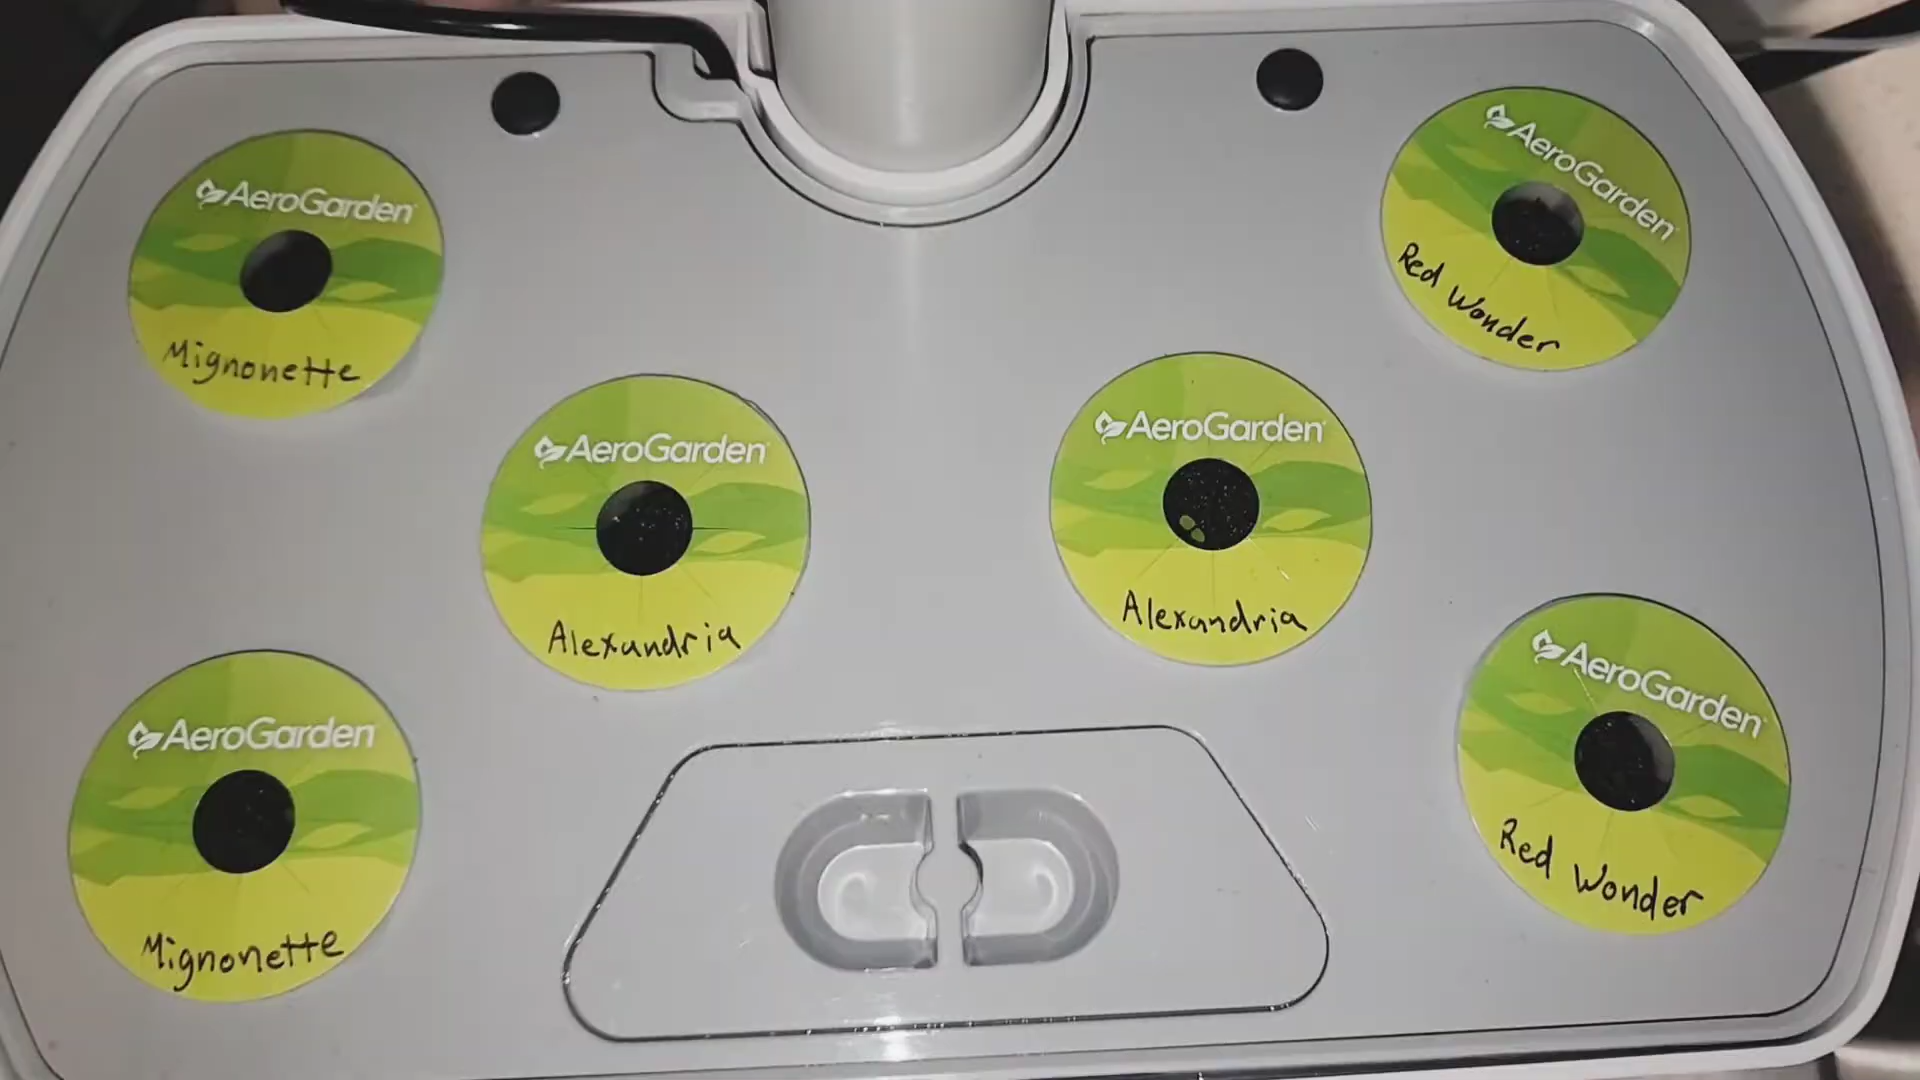 AeroGarden
Mignonette
AeroGarden
Red Wonder
AeroGarden
Alexandria
AeroGarden
Alexandria
AeroGarden
Mignonette
AeroGarden
Red Wonder